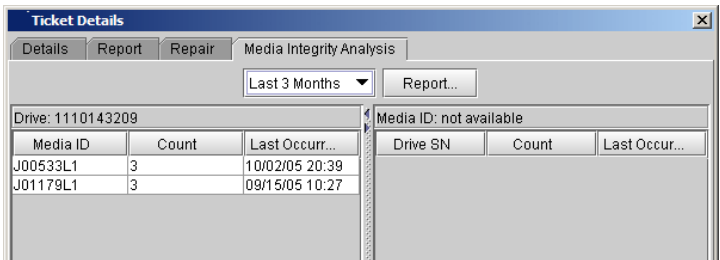 Ticket Details
Details Report Repair Media Integrity Analysis
Last 3 Months Report...
Drive: 1110143209 Media ID: not available
Media ID Count Last Occurr... Drive SN Count Last Occur...
J00533L1 3 10/02/05 20:39
J01179L1 3 09/15/05 10:27